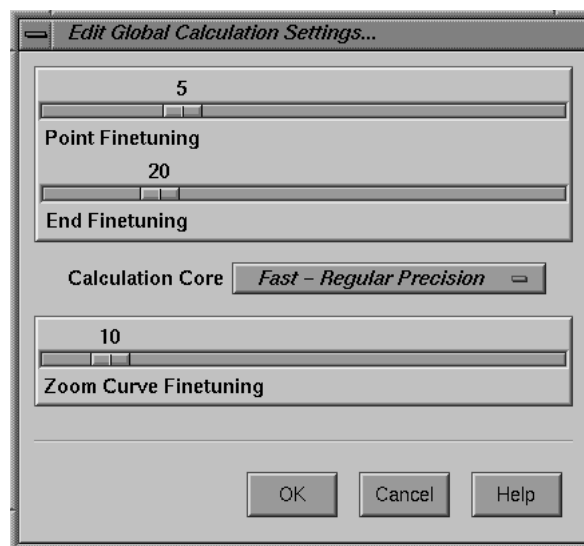 Edit Global Calculation Settings...
5
Point Finetuning
20
End Finetuning
Calculation Core Fast – Regular Precision
10
Zoom Curve Finetuning
OK Cancel Help